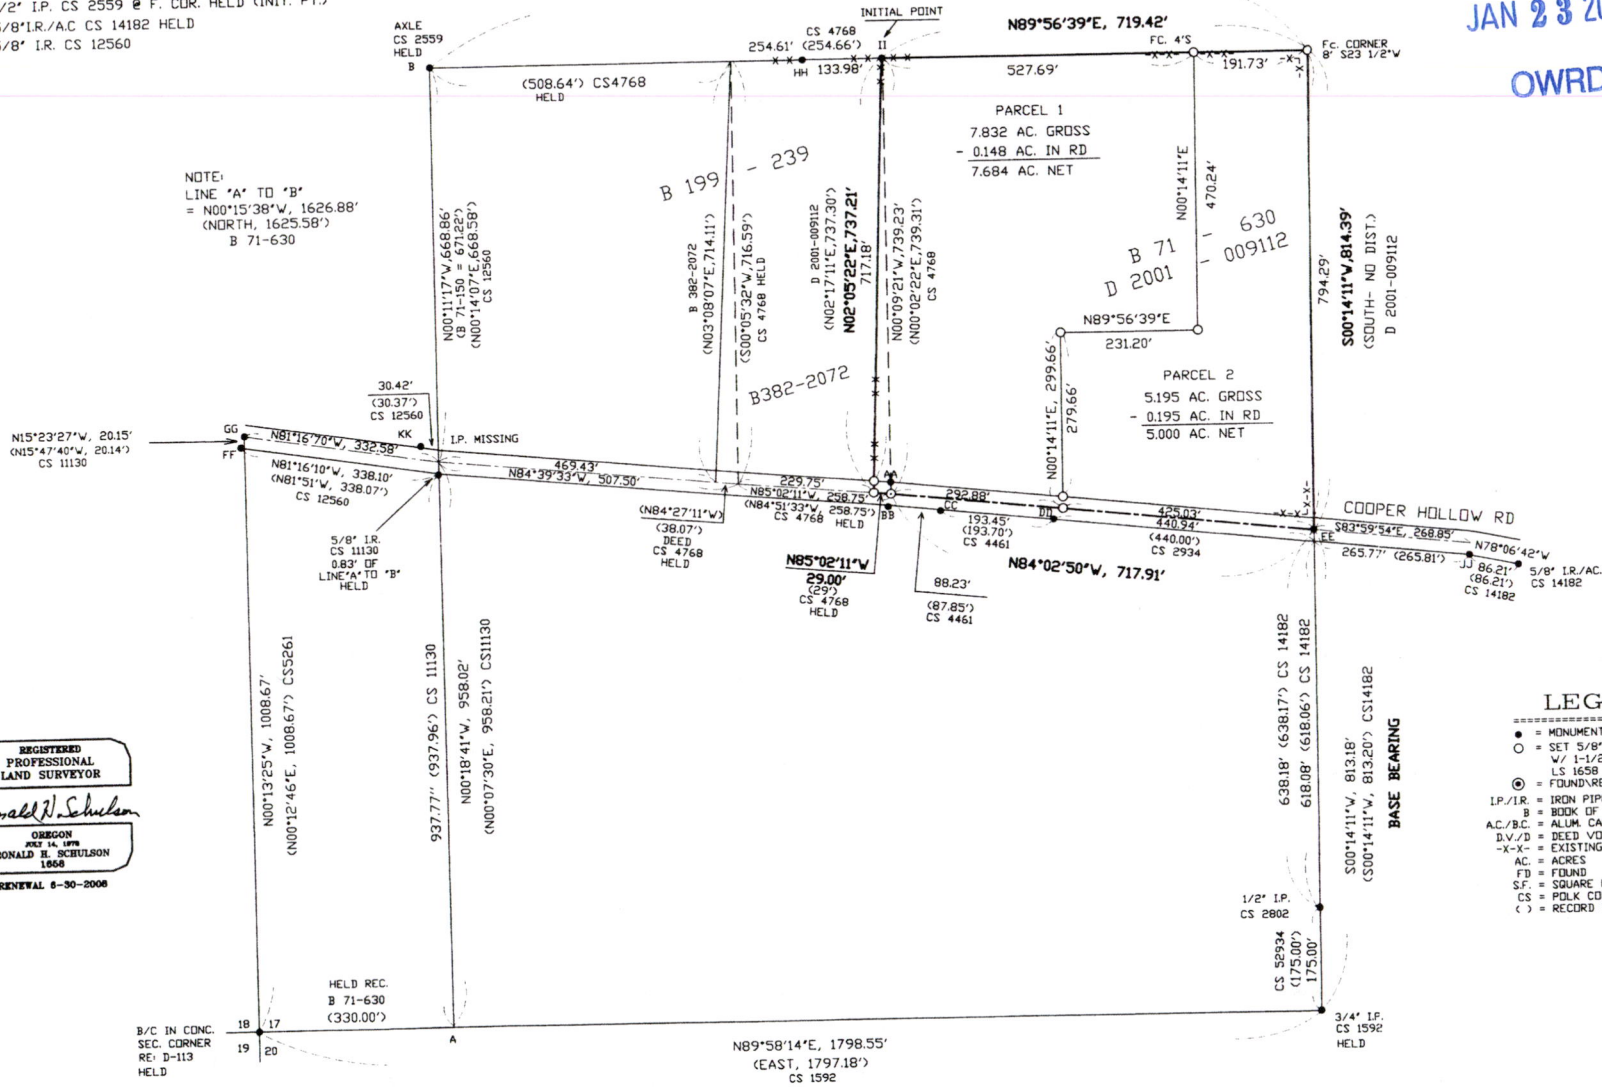 I.P. CS 2559 @ F. COR. HELD (INIT. PT.)
I.R./A.C CS 14182 HELD
I.R. CS 12560
JAN 23
OWRD
AXLE
CS 2559
HELD
B
(508.64') CS4768
HELD
CS 4768
254.61' (254.66')
HH 133.98'
INITIAL POINT
II
N89°56'39"E, 719.42'
527.69'
FC. 4'S
191.73'
Fc. CORNER
8' S23 1/2"W
NOTE:
LINE "A" TO "B"
= N00°15'38"W, 1626.88'
(NORTH, 1625.58')
B 71-630
N00°11'17"W,668.86'
(B 71-150 = 671.22')
(N00°14'07"E,668.58')
CS 12560
B 199 - 239
B 382-2072
(N03°08'07"E,714.11')
(S00°05'32"W,716.59')
CS 4768 HELD
D 2001-009112
(N02°17'11"E,737.30')
N02°05'22"E,737.21'
717.18'
N00°09'21"W,739.23'
(N00°02'22"E,739.31')
CS 4768
B382-2072
PARCEL 1
7.832 AC. GROSS
- 0.148 AC. IN RD
7.684 AC. NET
N00°14'11"E
470.24'
B 71 - 630
D 2001 - 009112
794.29'
S00°14'11"W,814.39'
(SOUTH- NO DIST.)
D 2001-009112
N89°56'39"E
231.20'
N00°14'11"E, 299.66'
279.66'
PARCEL 2
5.195 AC. GROSS
- 0.195 AC. IN RD
5.000 AC. NET
N15°23'27"W, 20.15'
(N15°47'40"W, 20.14')
CS 11130
GG
FF
30.42'
(30.37')
CS 12560
KK
I.P. MISSING
N81°16'70"W, 332.58'
N81°16'10"W, 338.10'
(N81°51'W, 338.07')
CS 12560
469.43'
N84°39'33"W, 507.50'
229.75'
N85°02'11"W, 258.75'
(N84°51'33"W, 258.75')
CS 4768
HELD
AA
BB
CC
292.88'
193.45'
(193.70')
CS 4461
DD
425.03'
440.94'
(440.00')
CS 2934
COOPER HOLLOW RD
EE
S83°59'54"E, 268.85'
265.77" (265.81')
N78°06'42"W
JJ 86.21'
(86.21')
CS 14182
5/8" I.R./AC.
CS 14182
5/8" I.R.
CS 11130
0.83' OF
LINE"A" TO "B"
HELD
(N84°27'11"W)
(38.07')
DEED
CS 4768
HELD
N85°02'11"W
29.00'
(29')
CS 4768
HELD
88.23'
(87.85')
CS 4461
N84°02'50"W, 717.91'
N00°13'25"W, 1008.67'
(N00°12'46"E, 1008.67') CS5261
937.77" (937.96') CS 11130
N00°18'41"W, 958.02'
(N00°07'30"E, 958.21') CS11130
638.18' (638.17') CS 14182
618.08' (618.06') CS 14182
S00°14'11"W, 813.18'
(S00°14'11"W, 813.20') CS14182
BASE BEARING
1/2" I.P.
CS 2802
CS 52934
(175.00')
175.00'
REGISTERED
PROFESSIONAL
LAND SURVEYOR
OREGON
JULY 14, 1978
RONALD H. SCHULSON
1658
RENEWAL 6-30-2008
LEG
● = MONUMENT
○ = SET 5/8"
W/ 1-1/2
LS 1658
◉ = FOUND\RE
I.P./I.R. = IRON PIP
B = BOOK OF
A.C./B.C. = ALUM. CA
D.V./D = DEED VO
-X-X- = EXISTING
AC. = ACRES
FD = FOUND
S.F. = SQUARE
CS = POLK CO
( ) = RECORD
HELD REC.
B 71-630
(330.00')
B/C IN CONC.
SEC. CORNER
RE: D-113
HELD
18 17
19 20
A
N89°58'14"E, 1798.55'
(EAST, 1797.18')
CS 1592
3/4" I.P.
CS 1592
HELD